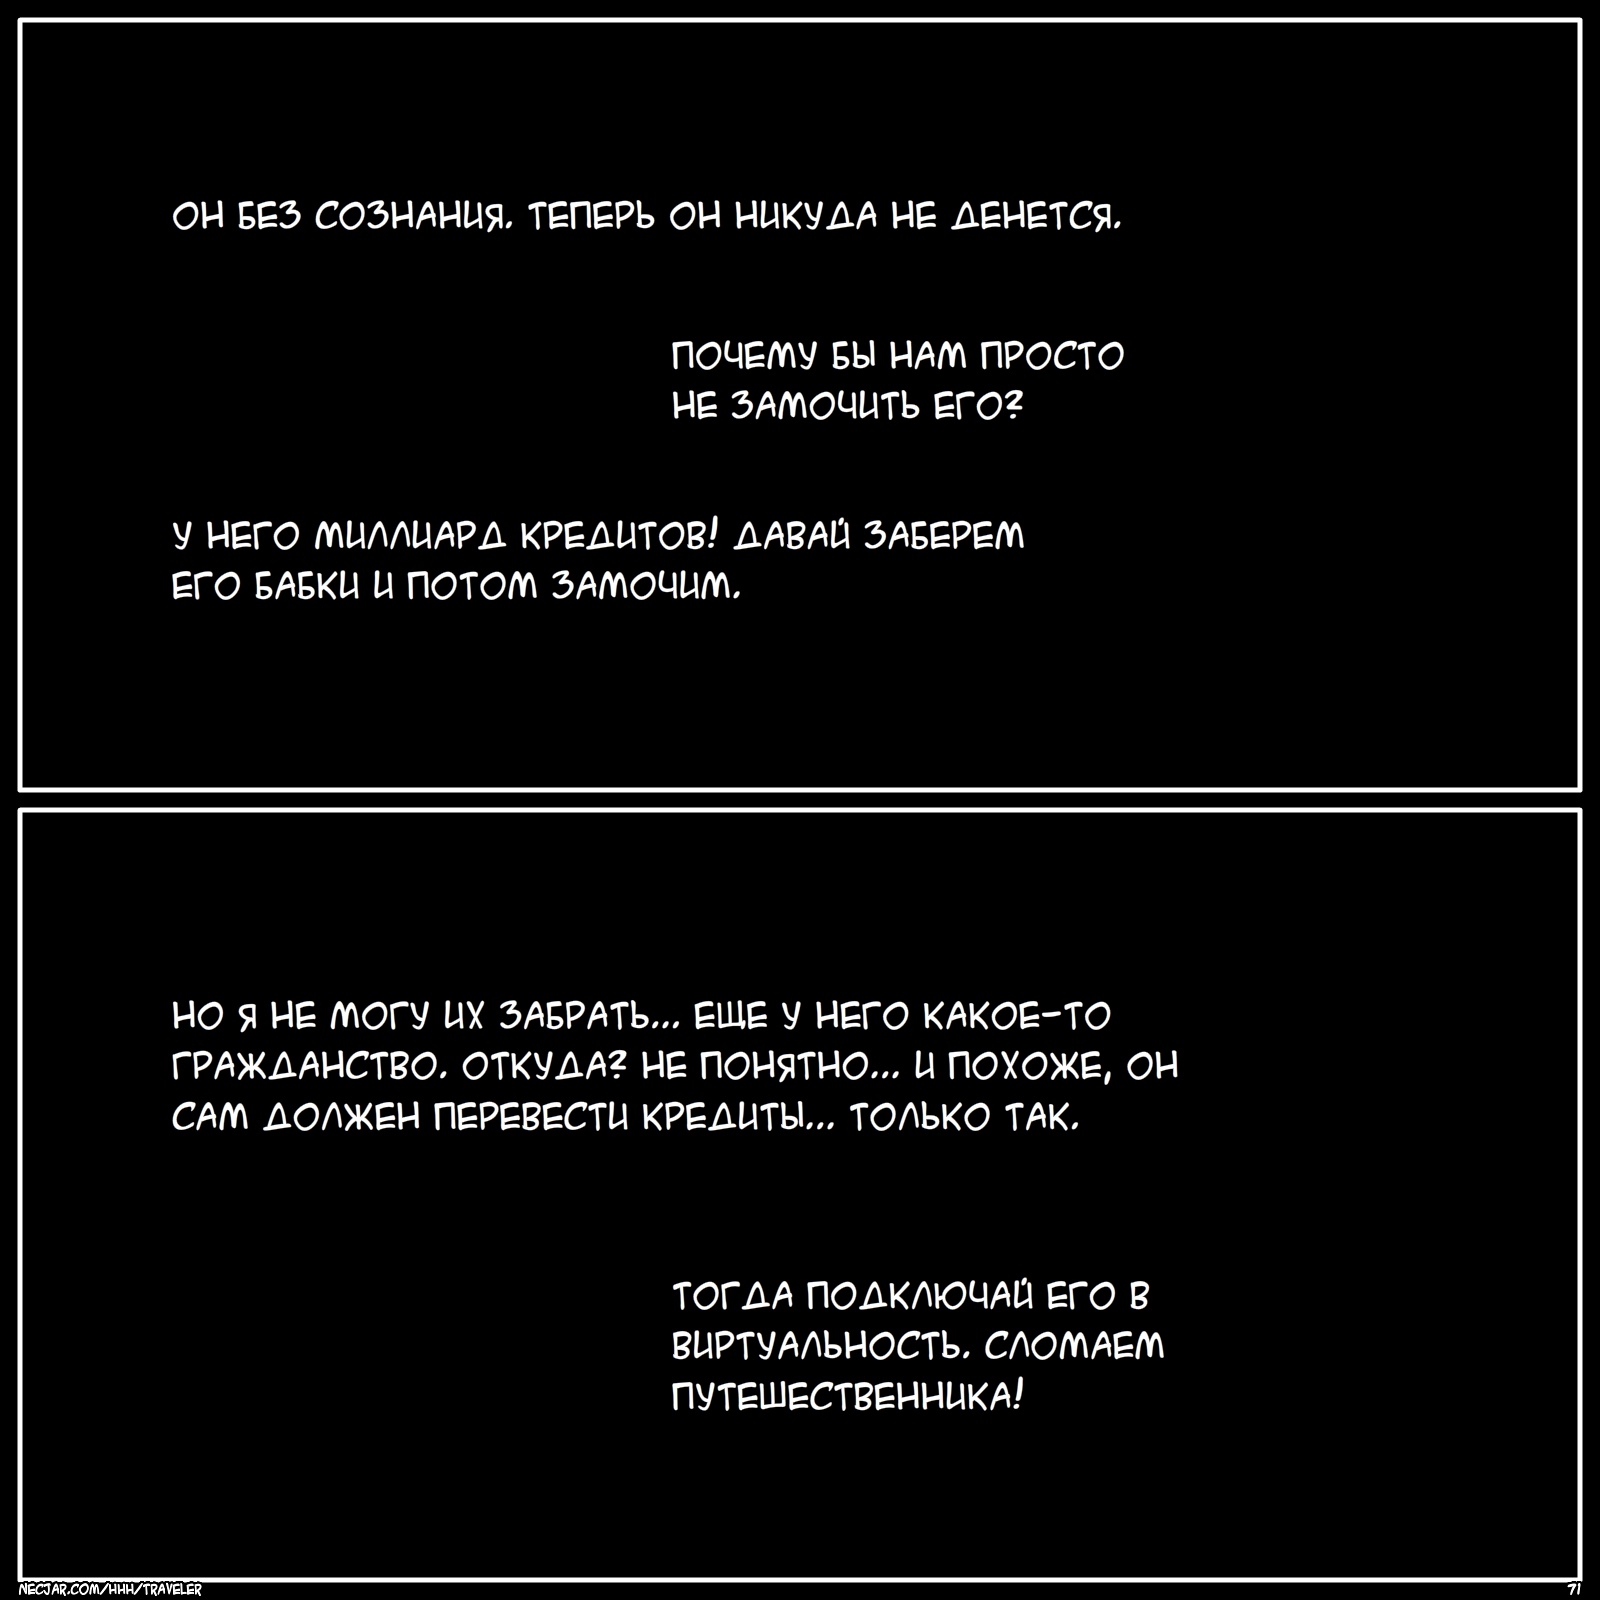 ОН БЕЗ СОЗНАНИЯ. ТЕПЕРЬ ОН НИКУДА НЕ ДЕНЕТСЯ.
ПОЧЕМУ БЫ НАМ ПРОСТО
НЕ ЗАМОЧИТЬ ЕГО?
У НЕГО МИЛЛИАРД КРЕДИТОВ! ДАВАЙ ЗАБЕРЕМ
ЕГО БАБКИ И ПОТОМ ЗАМОЧИМ.
НО Я НЕ МОГУ ИХ ЗАБРАТЬ... ЕЩЕ У НЕГО КАКОЕ-ТО
ГРАЖДАНСТВО. ОТКУДА? НЕ ПОНЯТНО... И ПОХОЖЕ, ОН
САМ ДОЛЖЕН ПЕРЕВЕСТИ КРЕДИТЫ... ТОЛЬКО ТАК.
ТОГДА ПОДКЛЮЧАЙ ЕГО В
ВИРТУАЛЬНОСТЬ. СЛОМАЕМ
ПУТЕШЕСТВЕННИКА!
NECJAR.COM/HHH/TRAVELER
71